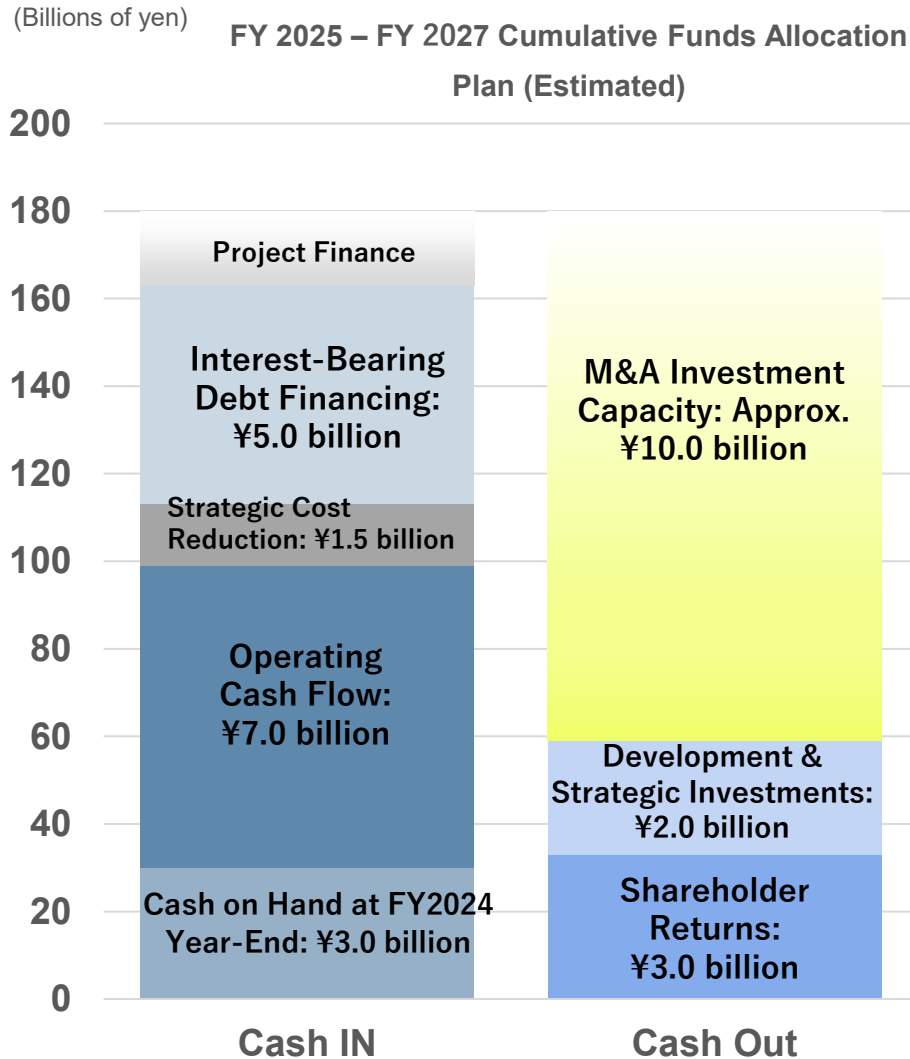 (Billions of yen)
FY 2025 – FY 2027 Cumulative Funds Allocation
Plan (Estimated)
200
180
160
140
120
100
80
60
40
20
0
Project Finance
Interest-Bearing
Debt Financing:
¥5.0 billion
Strategic Cost
Reduction: ¥1.5 billion
Operating
Cash Flow:
¥7.0 billion
Cash on Hand at FY2024
Year-End: ¥3.0 billion
M&A Investment
Capacity: Approx.
¥10.0 billion
Development &
Strategic Investments:
¥2.0 billion
Shareholder
Returns:
¥3.0 billion
Cash IN
Cash Out